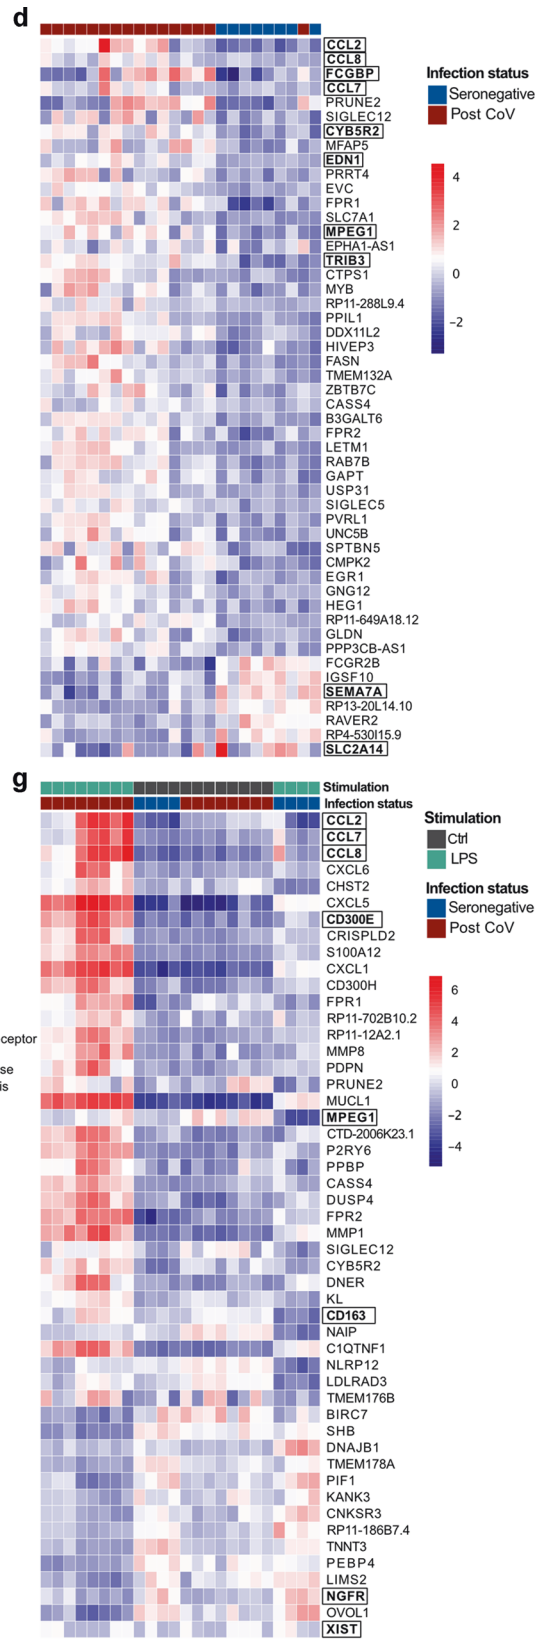 d
CCL2
CCL8
FCGBP
CCL7
PRUNE2
SIGLEC12
CYB5R2
MFAP5
EDN1
PRRT4
EVC
FPR1
SLC7A1
MPEG1
EPHA1-AS1
TRIB3
CTPS1
MYB
RP11-288L9.4
PPIL1
DDX11L2
HIVEP3
FASN
TMEM132A
ZBTB7C
CASS4
B3GALT6
FPR2
LETM1
RAB7B
GAPT
USP31
SIGLEC5
PVRL1
UNC5B
SPTBN5
CMPK2
EGR1
GNG12
HEG1
RP11-649A18.12
GLDN
PPP3CB-AS1
FCGR2B
IGSF10
SEMA7A
RP13-20L14.10
RAVER2
RP4-530I15.9
SLC2A14
Infection status
Seronegative
Post CoV
4
2
0
−2
g
Stimulation
Infection status
CCL2
CCL7
CCL8
CXCL6
CHST2
CXCL5
CD300E
CRISPLD2
S100A12
CXCL1
CD300H
FPR1
RP11-702B10.2
RP11-12A2.1
MMP8
PDPN
PRUNE2
MUCL1
MPEG1
CTD-2006K23.1
P2RY6
PPBP
CASS4
DUSP4
FPR2
MMP1
SIGLEC12
CYB5R2
DNER
KL
CD163
NAIP
C1QTNF1
NLRP12
LDLRAD3
TMEM176B
BIRC7
SHB
DNAJB1
TMEM178A
PIF1
KANK3
CNKSR3
RP11-186B7.4
TNNT3
PEBP4
LIMS2
NGFR
OVOL1
XIST
Stimulation
Ctrl
LPS
Infection status
Seronegative
Post CoV
6
4
2
0
−2
−4
ceptor
se
is